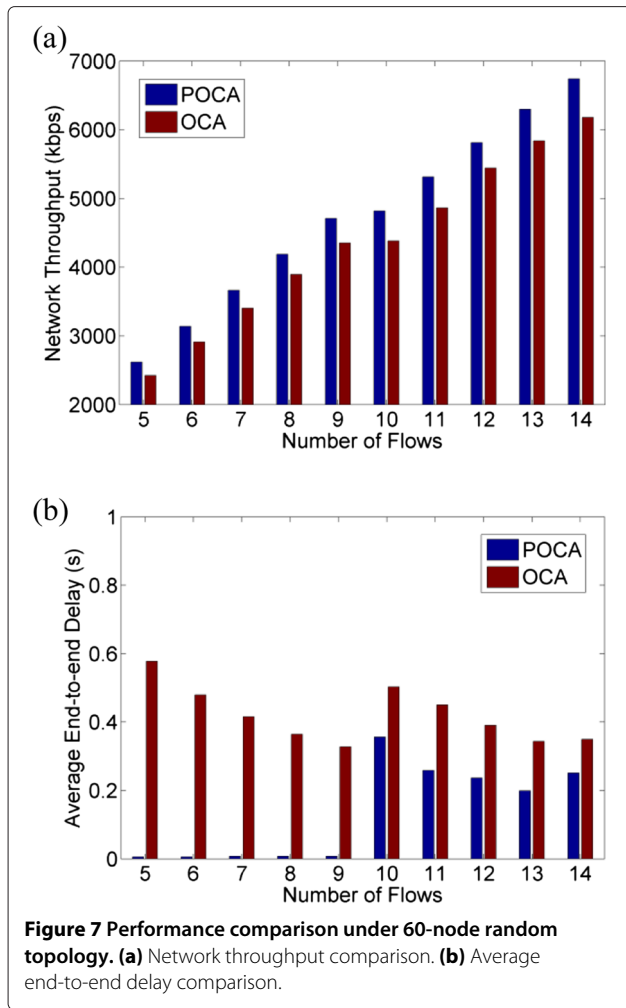 (a)
7000
6000
5000
4000
3000
2000
Network Throughput (kbps)
POCA
OCA
5 6 7 8 9 10 11 12 13 14
Number of Flows
(b)
1
0.8
0.6
0.4
0.2
0
Average End-to-end Delay (s)
POCA
OCA
5 6 7 8 9 10 11 12 13 14
Number of Flows
Figure 7 Performance comparison under 60-node random
topology. (a) Network throughput comparison. (b) Average
end-to-end delay comparison.